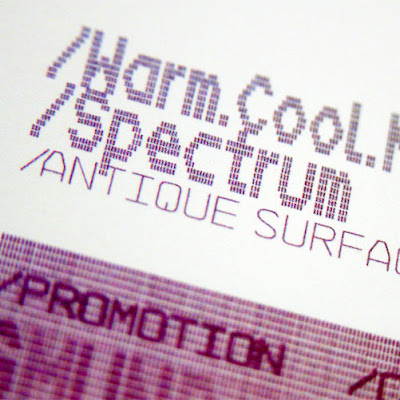 /Warm.Cool.
/Spectrum
/ANTIQUE SURFA
/PROMOTION